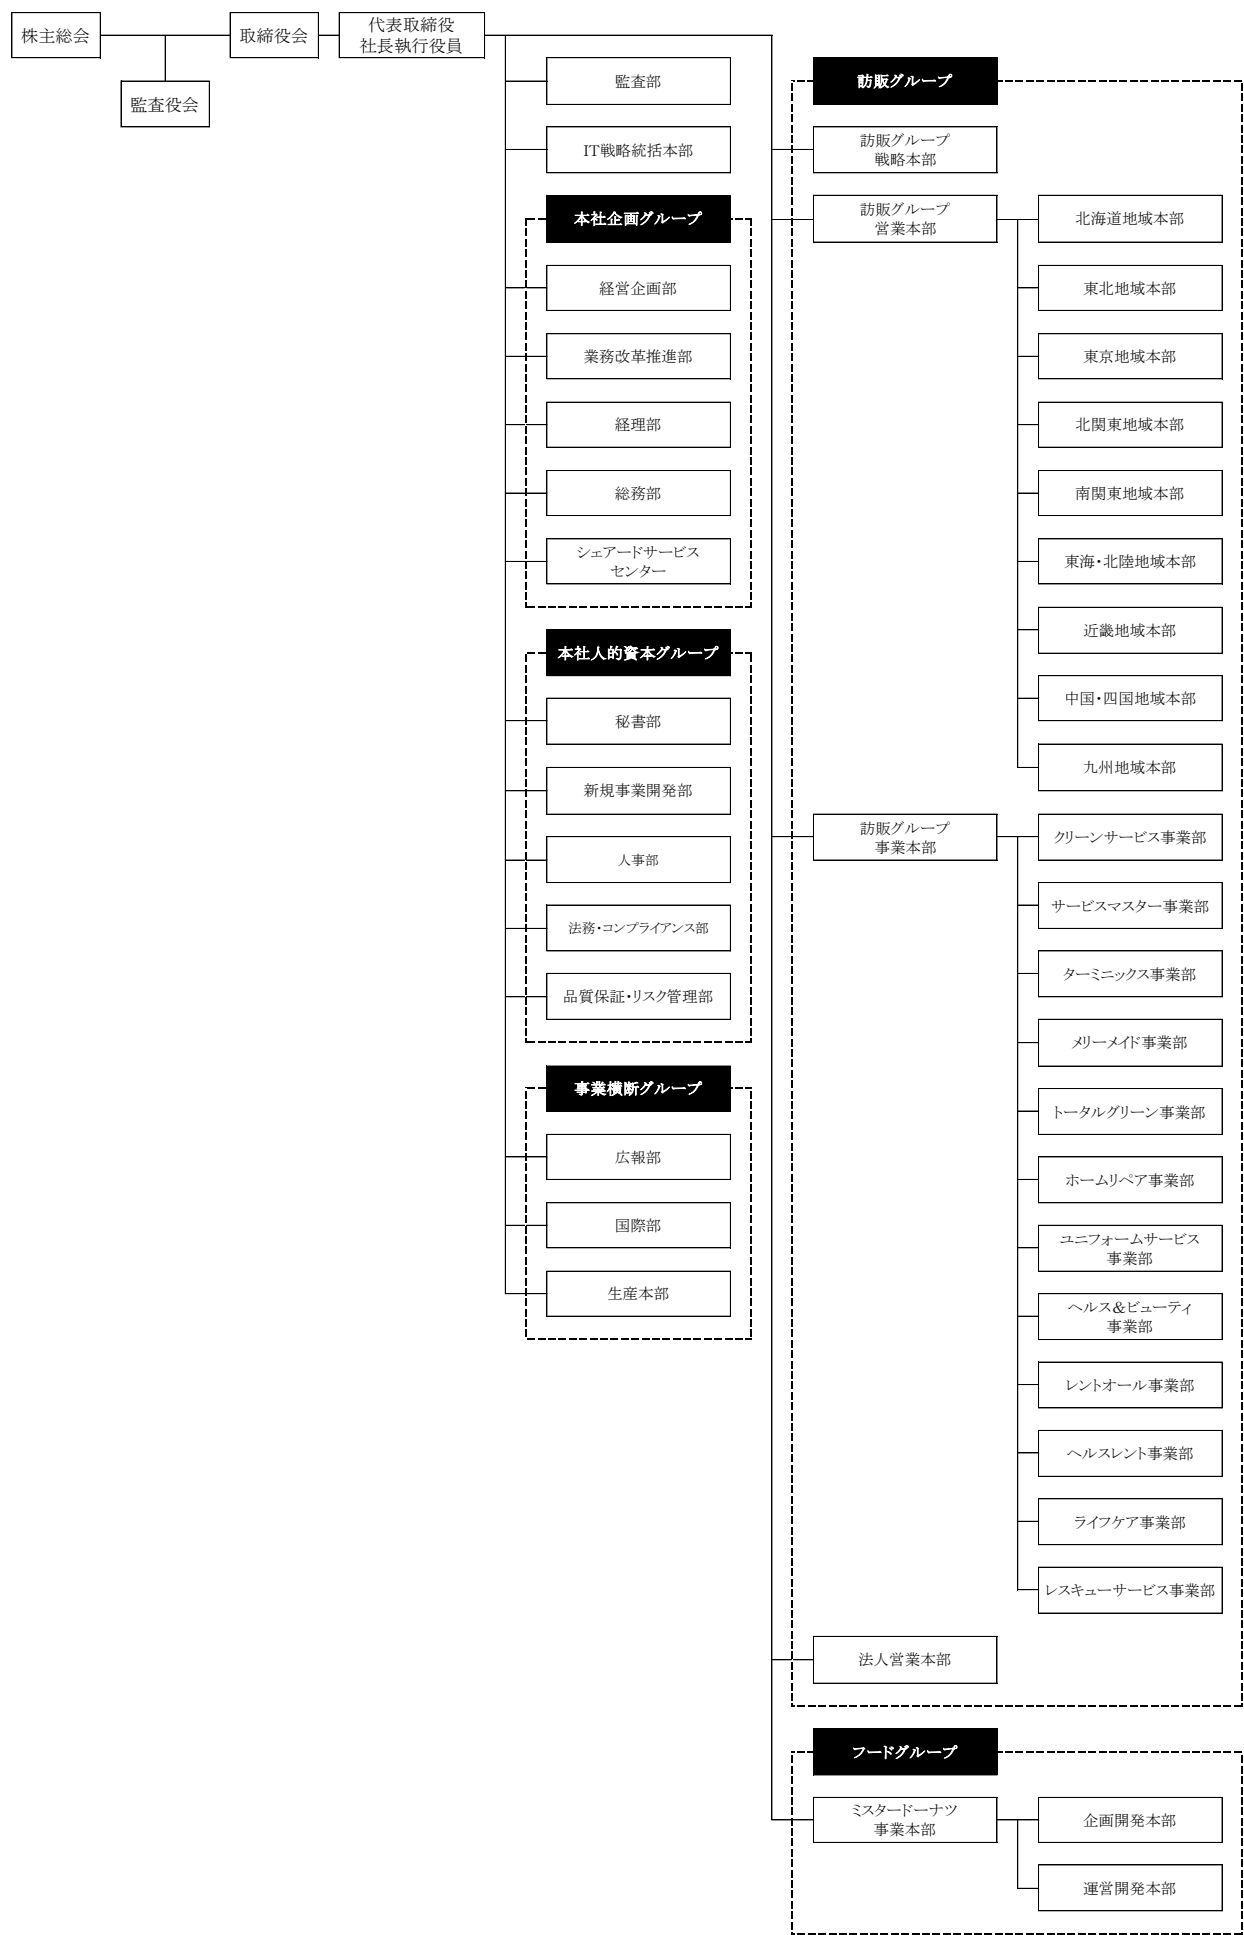 株主総会
監査役会
取締役会
代表取締役
社長執行役員
監査部
IT戦略統括本部
本社企画グループ
経営企画部
業務改革推進部
経理部
総務部
シェアードサービス
センター
本社人的資本グループ
秘書部
新規事業開発部
人事部
法務・コンプライアンス部
品質保証・リスク管理部
事業横断グループ
広報部
国際部
生産本部
訪販グループ
訪販グループ
戦略本部
訪販グループ
営業本部
北海道地域本部
東北地域本部
東京地域本部
北関東地域本部
南関東地域本部
東海・北陸地域本部
近畿地域本部
中国・四国地域本部
九州地域本部
訪販グループ
事業本部
クリーンサービス事業部
サービスマスター事業部
ターミニックス事業部
メリーメイド事業部
トータルグリーン事業部
ホームリペア事業部
ユニフォームサービス
事業部
ヘルス&ビューティ
事業部
レントオール事業部
ヘルスレント事業部
ライフケア事業部
レスキューサービス事業部
法人営業本部
フードグループ
ミスタードーナツ
事業本部
企画開発本部
運営開発本部